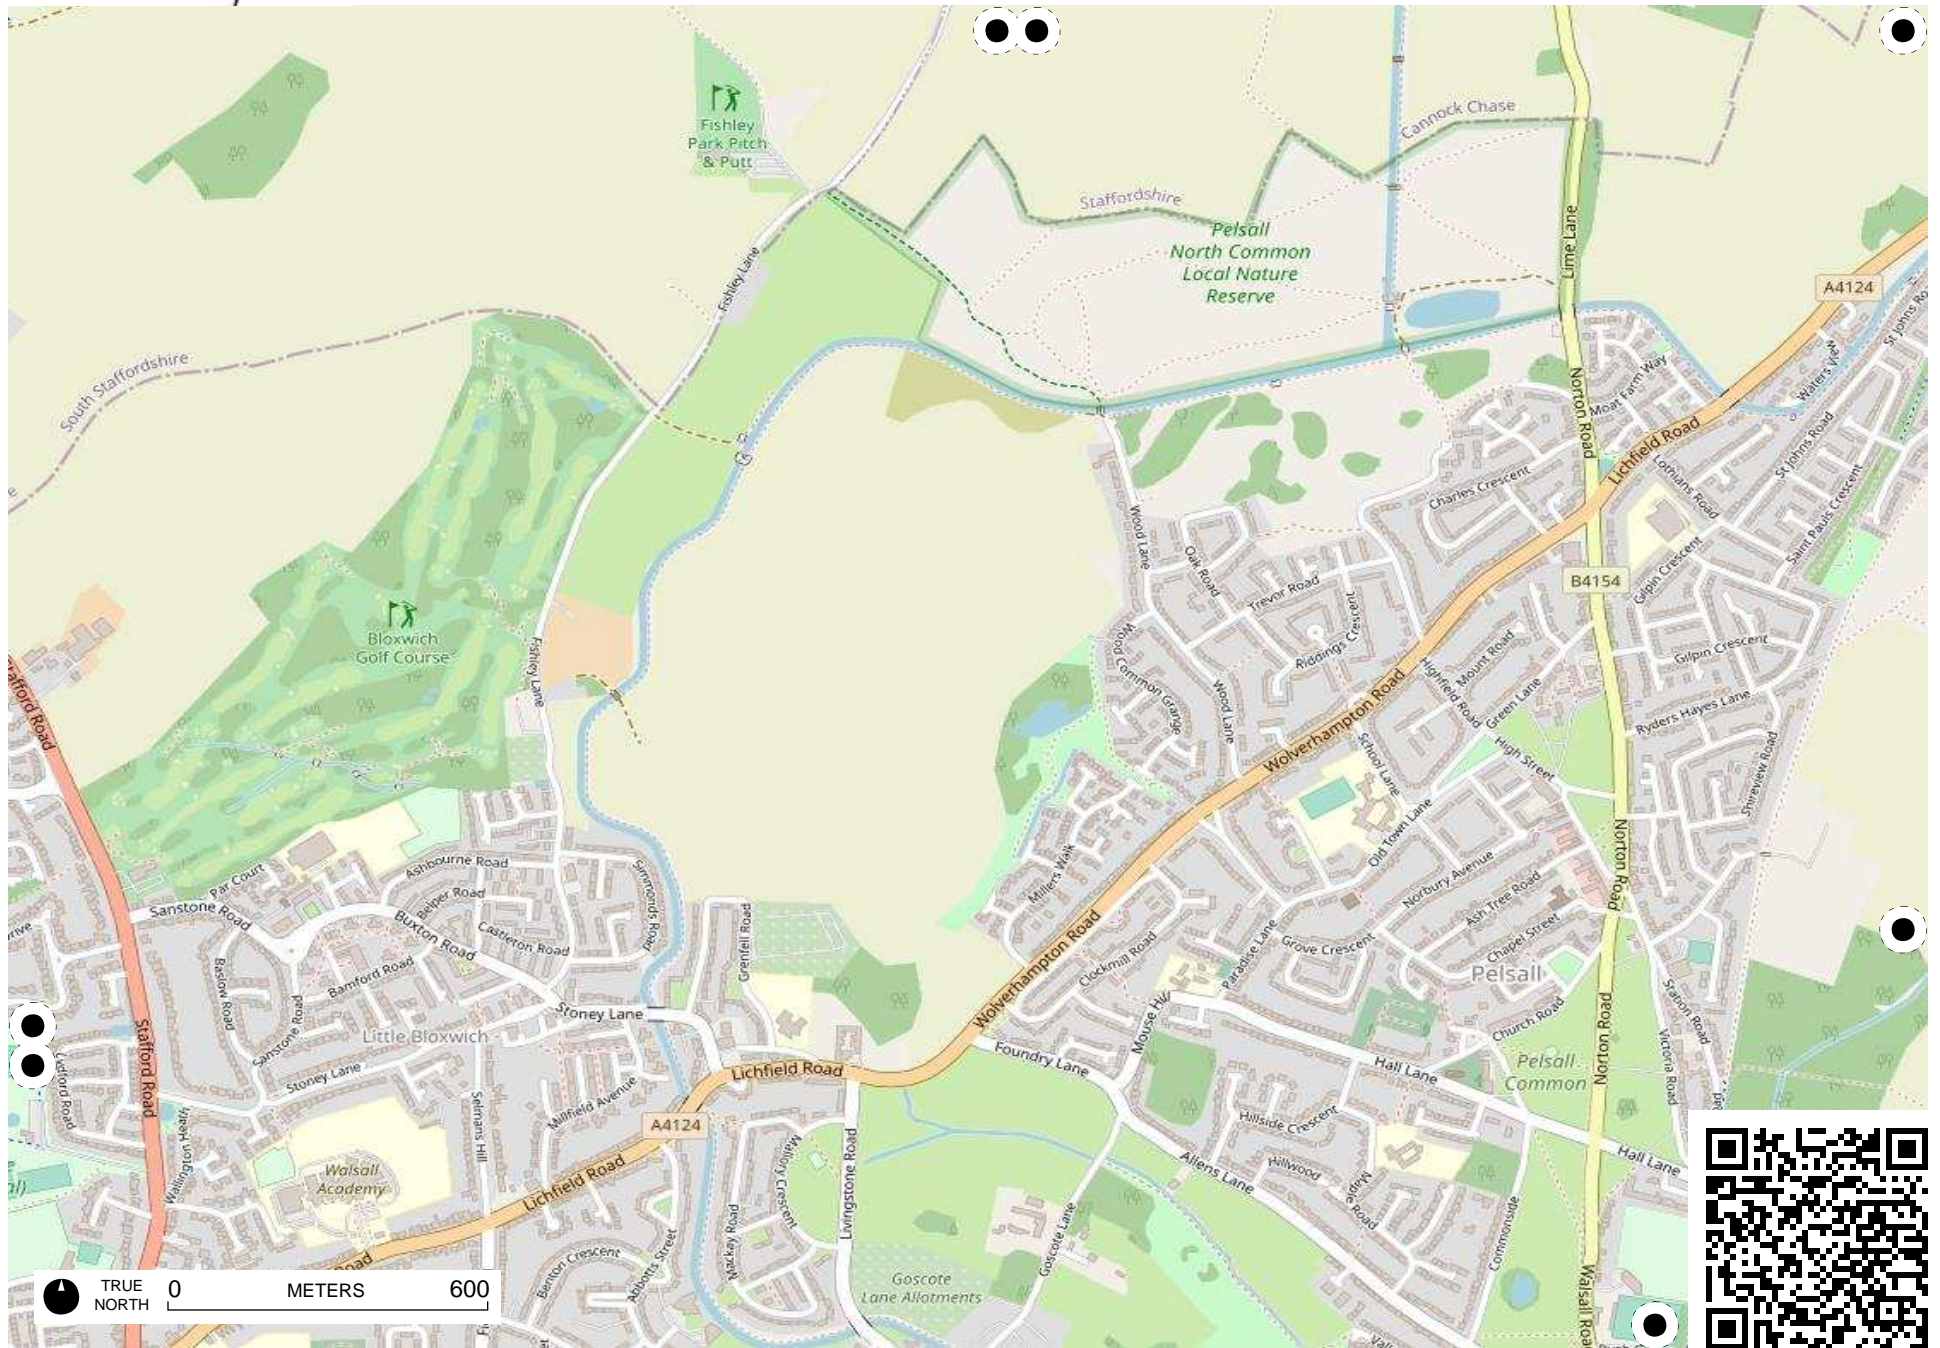 Cannock Chase
Fishley
Park Pitch
& Putt
Staffordshire
Pelsall
North Common
Local Nature
Reserve
Lime Lane
A4124
Fishley Lane
South Staffordshire
Waters View
Moat Farm Way
Norton Road
Lichfield Road
St Johns Road
Lothians Road
Charles Crescent
Saint Pauls Crescent
Wood Lane
Oak Road
Trevor Road
B4154
Gilpin Crescent
Bloxwich
Golf Course
Fishley Lane
Wood Common Grange
Riddings Crescent
Mount Road
Gilpin Crescent
Highfield Road
Green Lane
Wood Lane
Wolverhampton Road
Ryders Hayes Lane
School Lane
High Street
Shireview Road
Old Town Lane
Norton Road
Par Court
Ashbourne Road
Belper Road
Simmonds Road
Millers Walk
Norbury Avenue
Ash Tree Road
Sanstone Road
Buxton Road
Castleton Road
Grenfell Road
Wolverhampton Road
Clockmill Road
Paradise Lane
Grove Crescent
Chapel Street
Pelsall
Baslow Road
Bamford Road
Sanstone Road
Stoney Lane
Little Bloxwich
Mouse Hill
Church Road
Norton Road
Station Road
Victoria Road
Stafford Road
Stoney Lane
Lichfield Road
Foundry Lane
Hall Lane
Pelsall
Common
Millfield Avenue
Selmans Hill
A4124
Wallington Heath
Hillside Crescent
Hillwood
Maple Road
Hall Lane
Walsall
Academy
Lichfield Road
Mallory Crescent
Livingstone Road
Mackay Road
Allens Lane
Goscote Lane
Commonside
Benton Crescent
Abbotts Street
Goscote
Lane Allotments
Walsall Road
Road
TRUE
NORTH
0 METERS 600